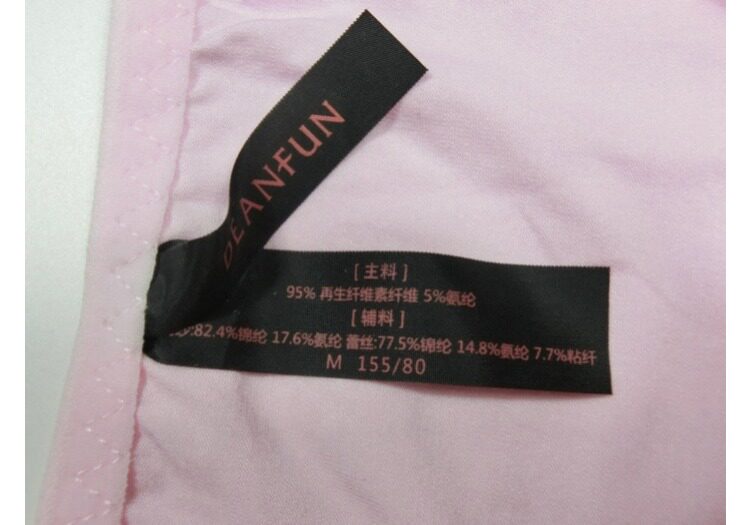 DEANFUN
[主料]
95% 再生纤维素纤维 5%氨纶
[辅料]
82.4%锦纶 17.6%氨纶 蕾丝:77.5%锦纶 14.8%氨纶 7.7%粘纤
M 155/80